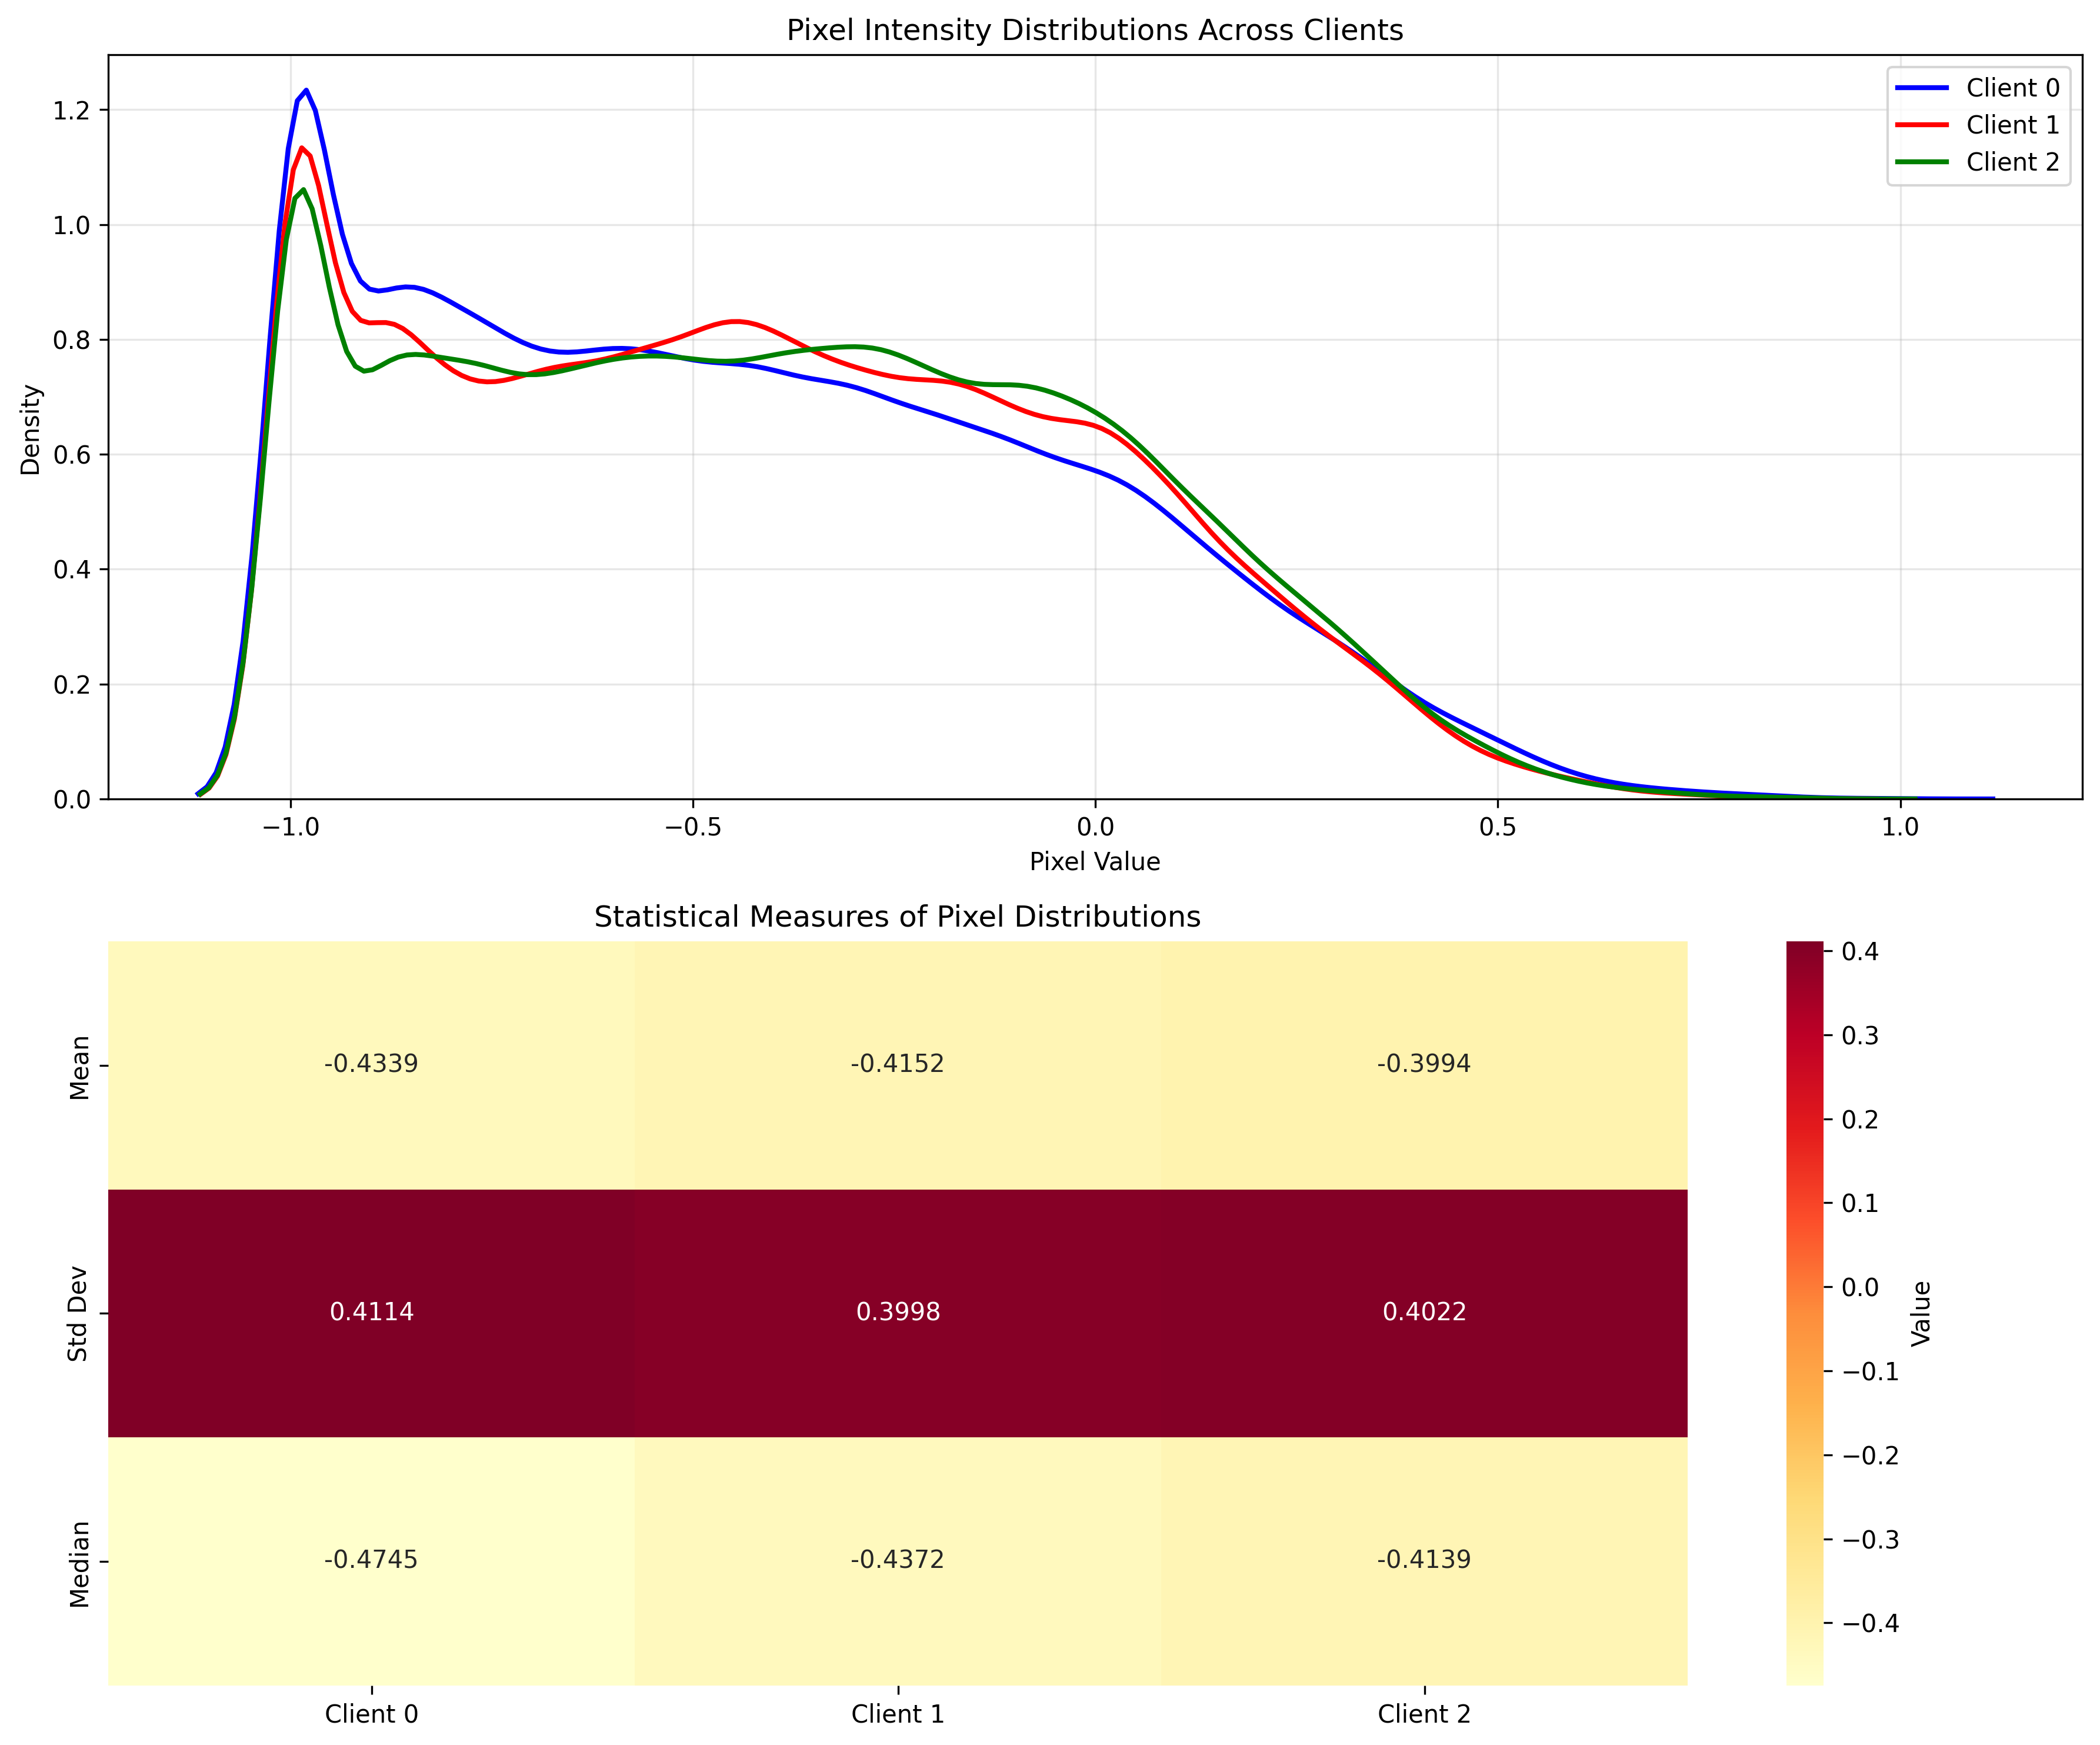 Pixel Intensity Distributions Across Clients
Client 0
Client 1
Client 2
Density
1.2
1.0
0.8
0.6
0.4
0.2
0.0
−1.0 −0.5 0.0 0.5 1.0
Pixel Value
Statistical Measures of Pixel Distributions
Mean
-0.4339 -0.4152 -0.3994
Std Dev
0.4114 0.3998 0.4022
Median
-0.4745 -0.4372 -0.4139
Client 0 Client 1 Client 2
0.4
0.3
0.2
0.1
0.0
−0.1
−0.2
−0.3
−0.4
Value